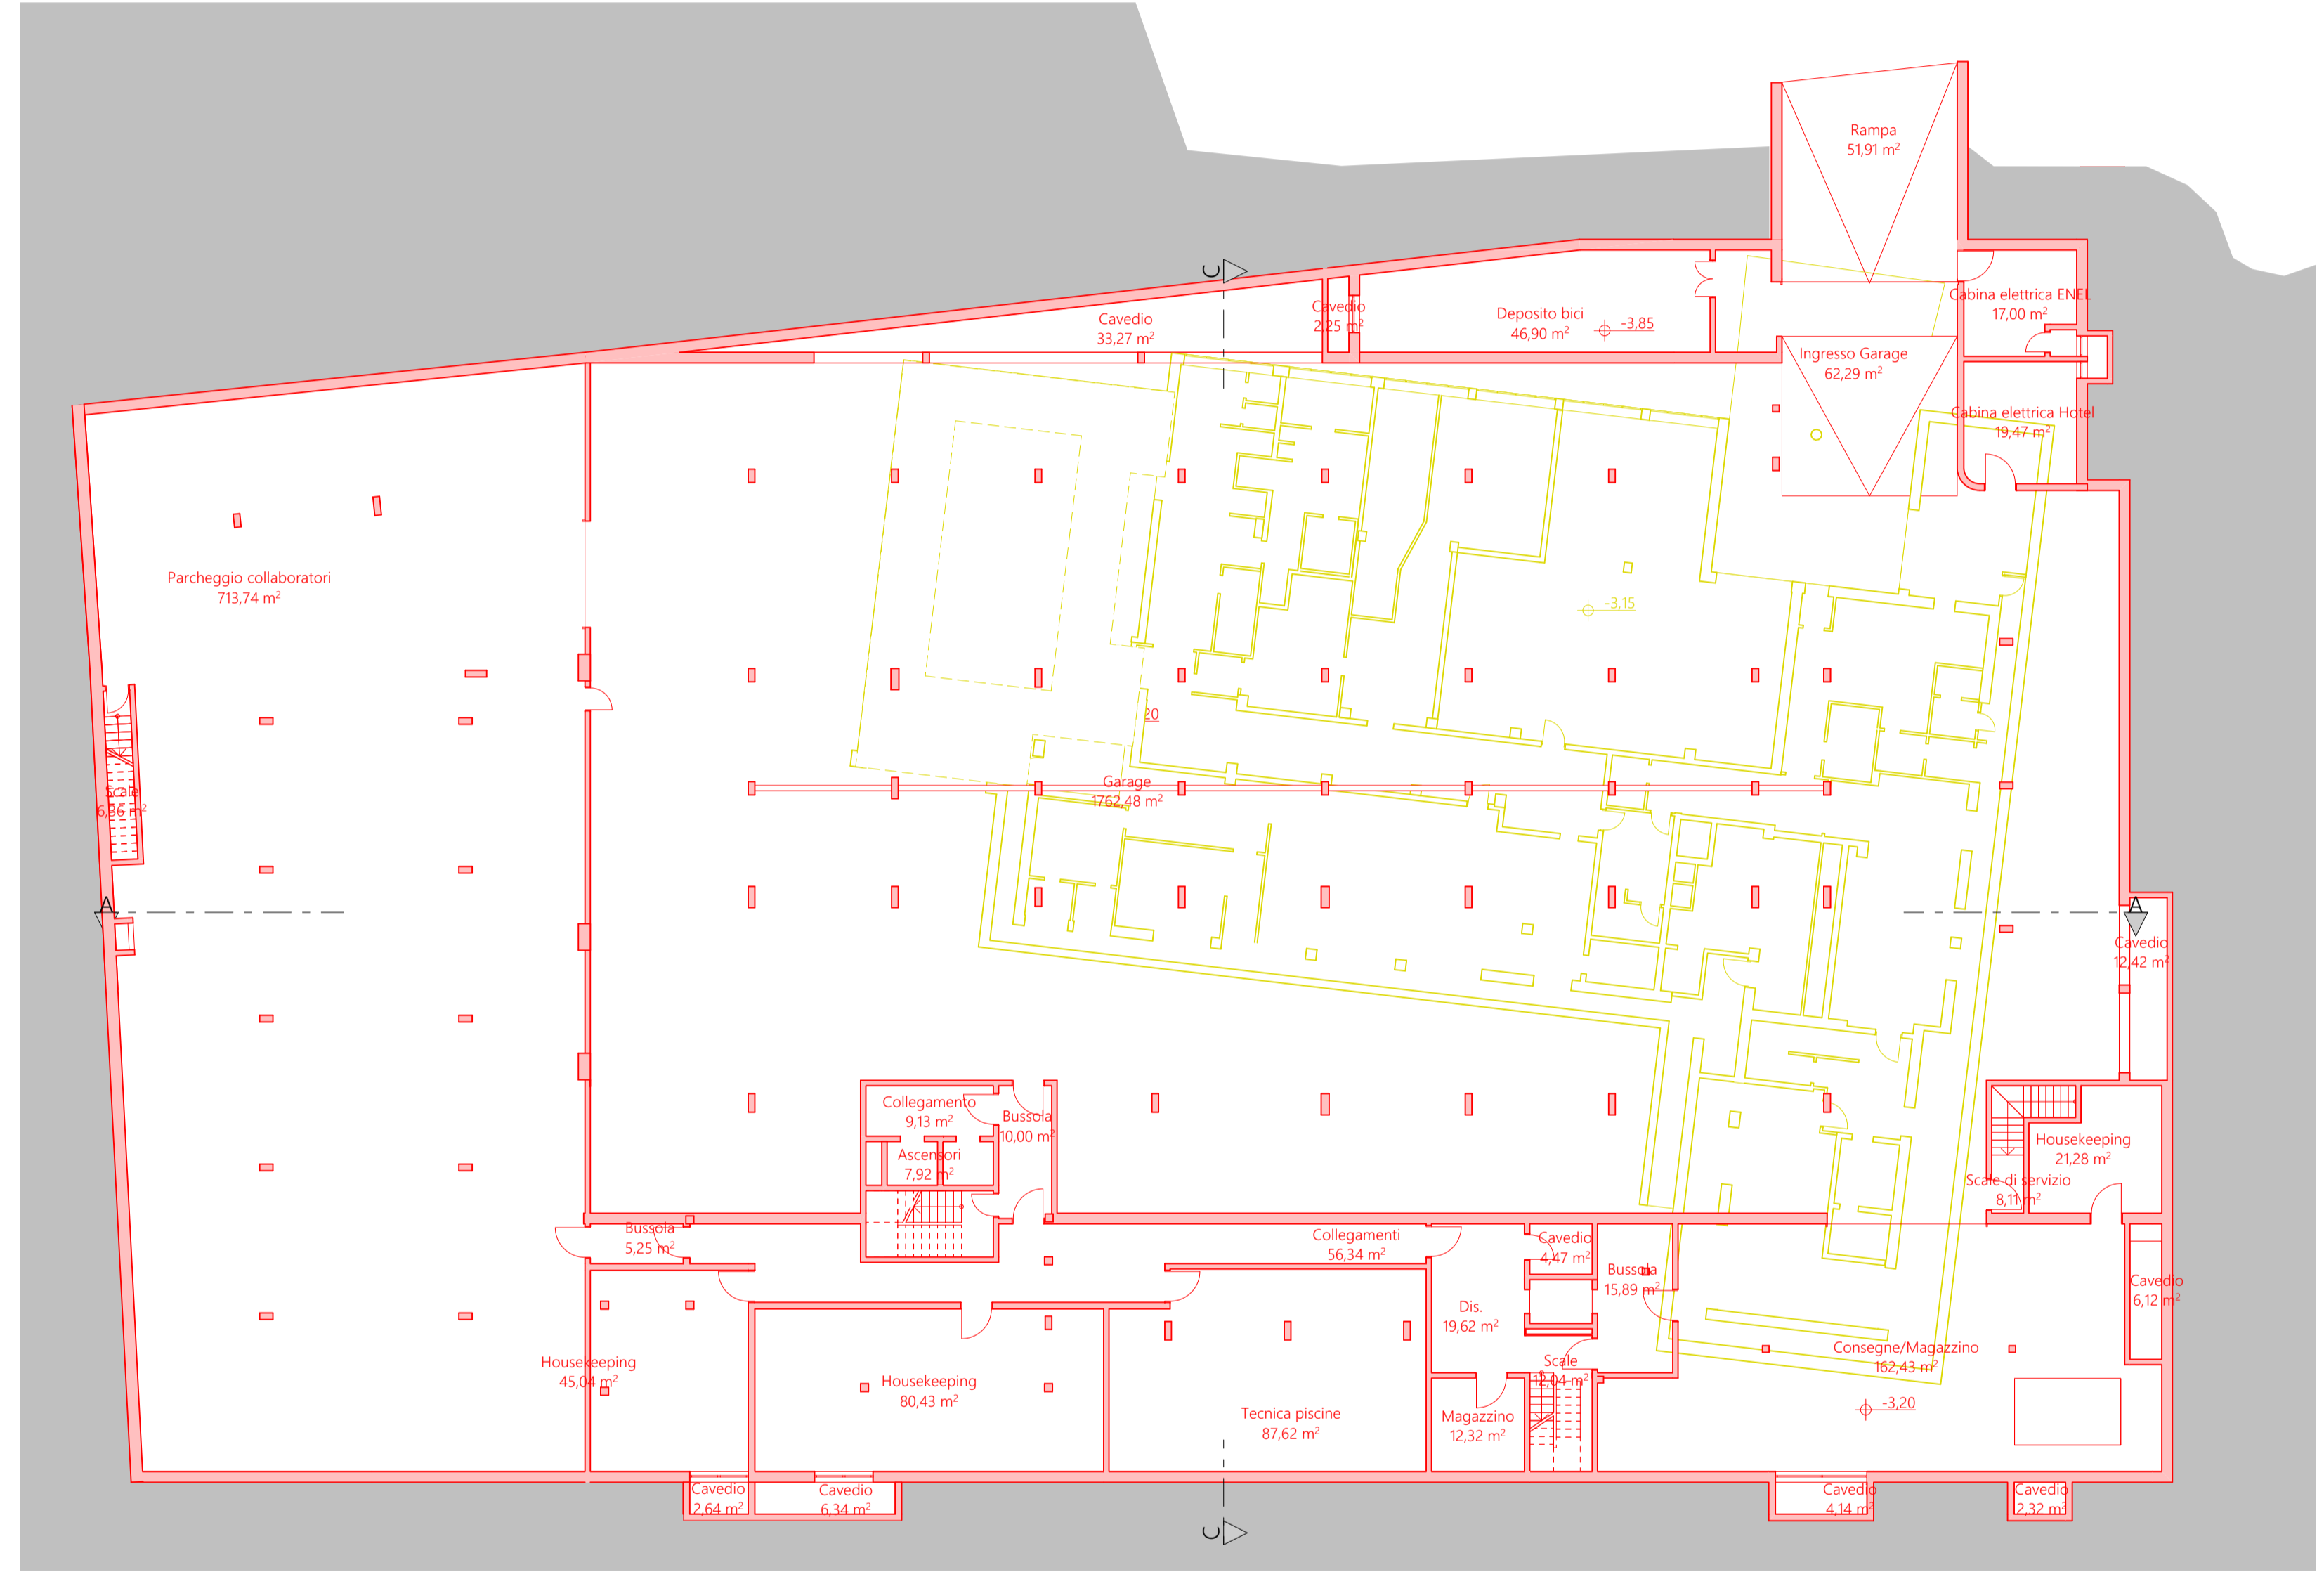 Rampa
51,91 m²
C
Cabina elettrica ENEL
17,00 m²
Cavedio
33,27 m²
Cavedio
2,25 m²
Deposito bici
46,90 m²
-3,85
Ingresso Garage
62,29 m²
Cabina elettrica Hotel
19,47 m²
Parcheggio collaboratori
713,74 m²
-3,15
20
Scale
6,36 m²
Garage
1762,48 m²
A
A
Cavedio
12,42 m²
Collegamento
9,13 m²
Bussola
10,00 m²
Ascensori
7,92 m²
Housekeeping
21,28 m²
Scale di servizio
8,11 m²
Bussola
5,25 m²
Collegamenti
56,34 m²
Cavedio
4,47 m²
Bussola
15,89 m²
Cavedio
6,12 m²
Dis.
19,62 m²
Housekeeping
45,04 m²
Housekeeping
80,43 m²
Scale
12,04 m²
Consegne/Magazzino
162,43 m²
-3,20
Tecnica piscine
87,62 m²
Magazzino
12,32 m²
Cavedio
2,64 m²
Cavedio
6,34 m²
Cavedio
4,14 m²
Cavedio
2,32 m²
C